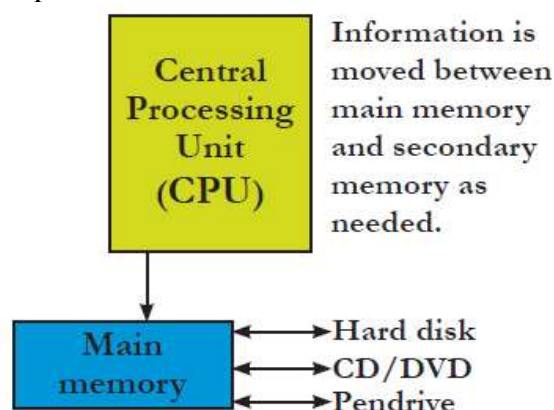 Central
Processing
Unit
(CPU)
Information is
moved between
main memory
and secondary
memory as
needed.
Main
memory
Hard disk
CD/DVD
Pendrive